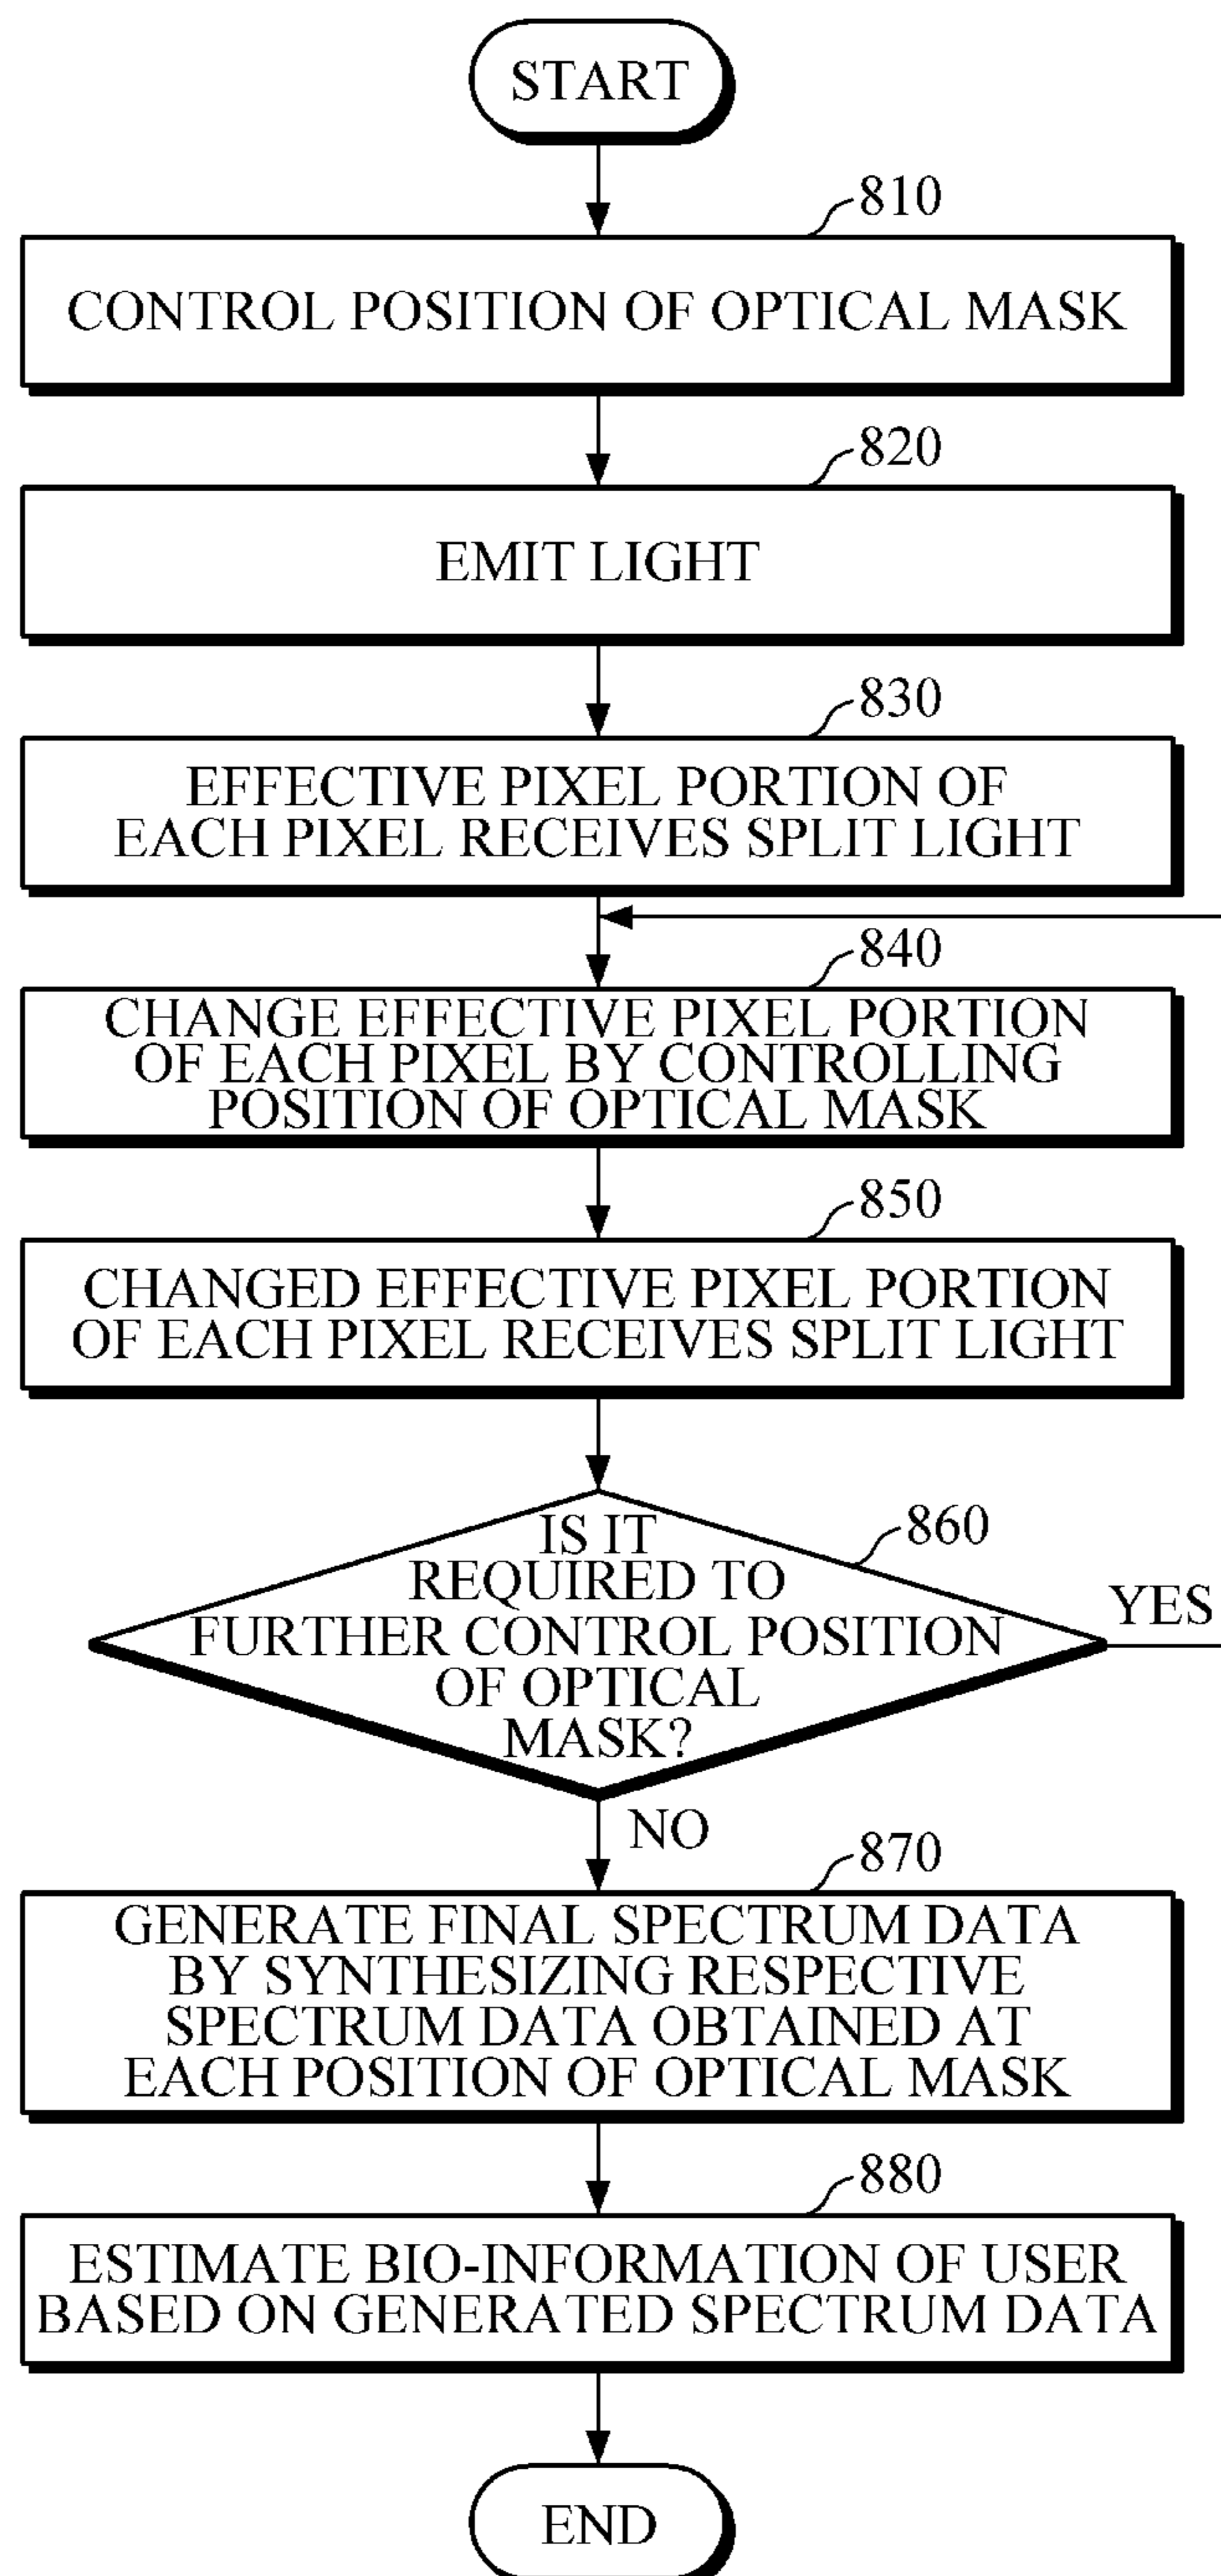 START
810
CONTROL POSITION OF OPTICAL MASK
820
EMIT LIGHT
830
EFFECTIVE PIXEL PORTION OF
EACH PIXEL RECEIVES SPLIT LIGHT
840
CHANGE EFFECTIVE PIXEL PORTION
OF EACH PIXEL BY CONTROLLING
POSITION OF OPTICAL MASK
850
CHANGED EFFECTIVE PIXEL PORTION
OF EACH PIXEL RECEIVES SPLIT LIGHT
860
IS IT
REQUIRED TO
FURTHER CONTROL POSITION
OF OPTICAL
MASK?
YES
NO
870
GENERATE FINAL SPECTRUM DATA
BY SYNTHESIZING RESPECTIVE
SPECTRUM DATA OBTAINED AT
EACH POSITION OF OPTICAL MASK
880
ESTIMATE BIO-INFORMATION OF USER
BASED ON GENERATED SPECTRUM DATA
END